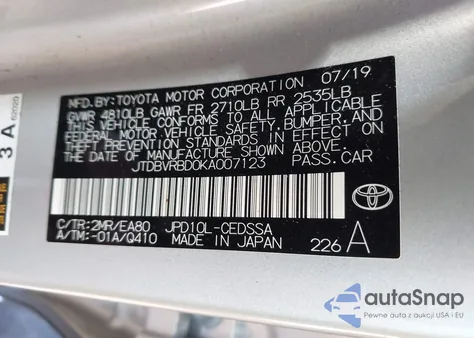 MFD. BY: TOYOTA MOTOR CORPORATION 07/19
GVWR 4810LB GAWR FR 2710LB RR 2535LB
THIS VEHICLE CONFORMS TO ALL APPLICABLE
FEDERAL MOTOR VEHICLE SAFETY, BUMPER, AND
THEFT PREVENTION STANDARDS IN EFFECT ON
THE DATE OF MANUFACTURE SHOWN ABOVE.
JTDBVRBD0KA007123 PASS.CAR
C/TR:2MR/EA80 JPD10L-CEDSSA
A/TM:-01A/Q410 MADE IN JAPAN
226 A
TOYOTA
3 A
autoSnap
Pewne auta z aukcji USA i EU